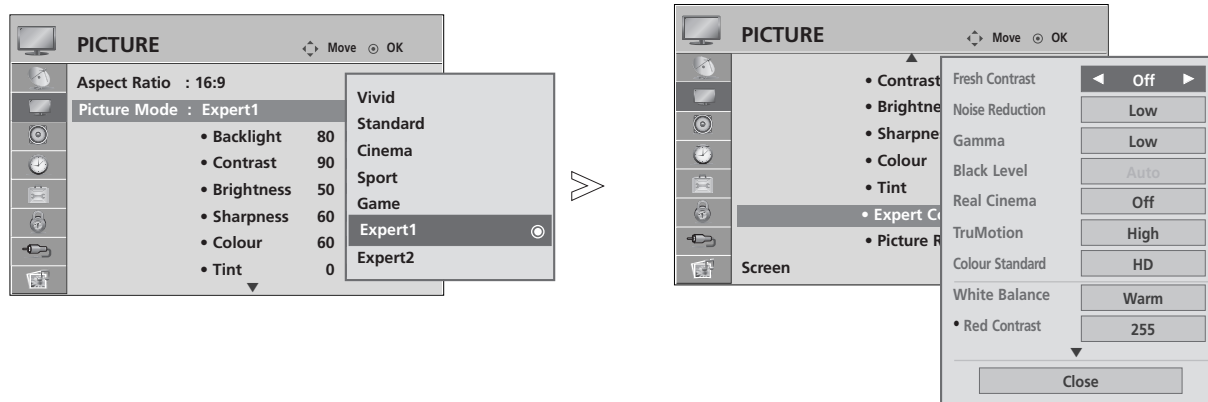 PICTURE
Move
OK
Aspect Ratio : 16:9
Picture Mode : Expert1
• Backlight 80
• Contrast 90
• Brightness 50
• Sharpness 60
• Colour 60
• Tint 0
Vivid
Standard
Cinema
Sport
Game
Expert1
Expert2
PICTURE
Move
OK
• Contrast
• Brightne
• Sharpne
• Colour
• Tint
• Expert C
• Picture R
Screen
Fresh Contrast ◄ Off ►
Noise Reduction Low
Gamma Low
Black Level Auto
Real Cinema Off
TruMotion High
Colour Standard HD
White Balance Warm
• Red Contrast 255
Close